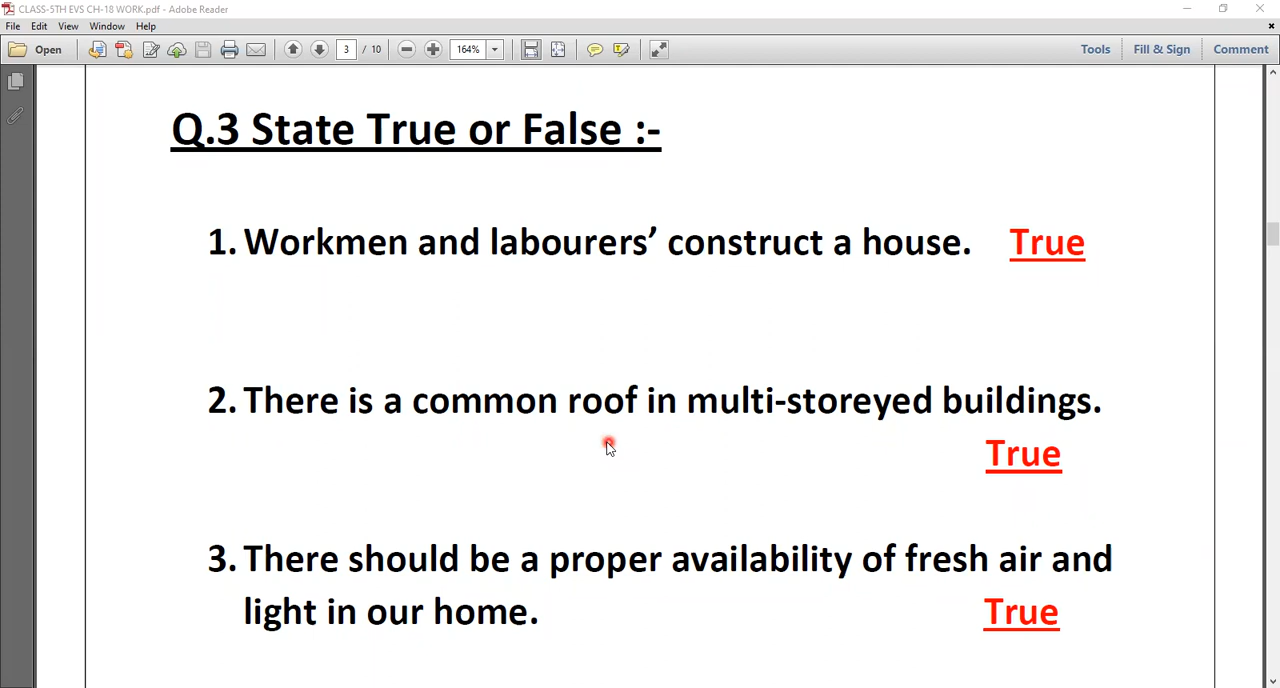 CLASS-5TH EVS CH-18 WORK.pdf - Adobe Reader
File Edit View Window Help
Open 3 / 10 164% Tools Fill & Sign Comment
Q.3 State True or False :-
1. Workmen and labourers’ construct a house. True
2. There is a common roof in multi-storeyed buildings.
True
3. There should be a proper availability of fresh air and
light in our home. True